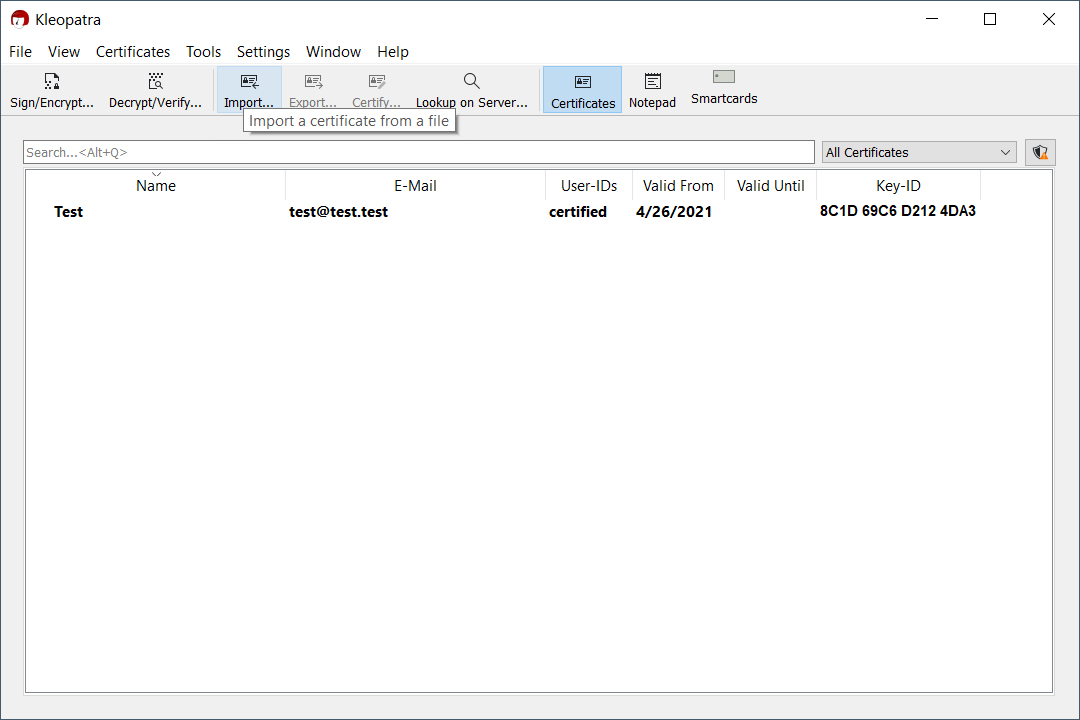 Kleopatra
File View Certificates Tools Settings Window Help
Sign/Encrypt... Decrypt/Verify... Import... Export... Certify... Lookup on Server... Certificates Notepad Smartcards
Import a certificate from a file
Search...<Alt+Q> All Certificates
Name E-Mail User-IDs Valid From Valid Until Key-ID
Test test@test.test certified 4/26/2021 8C1D 69C6 D212 4DA3